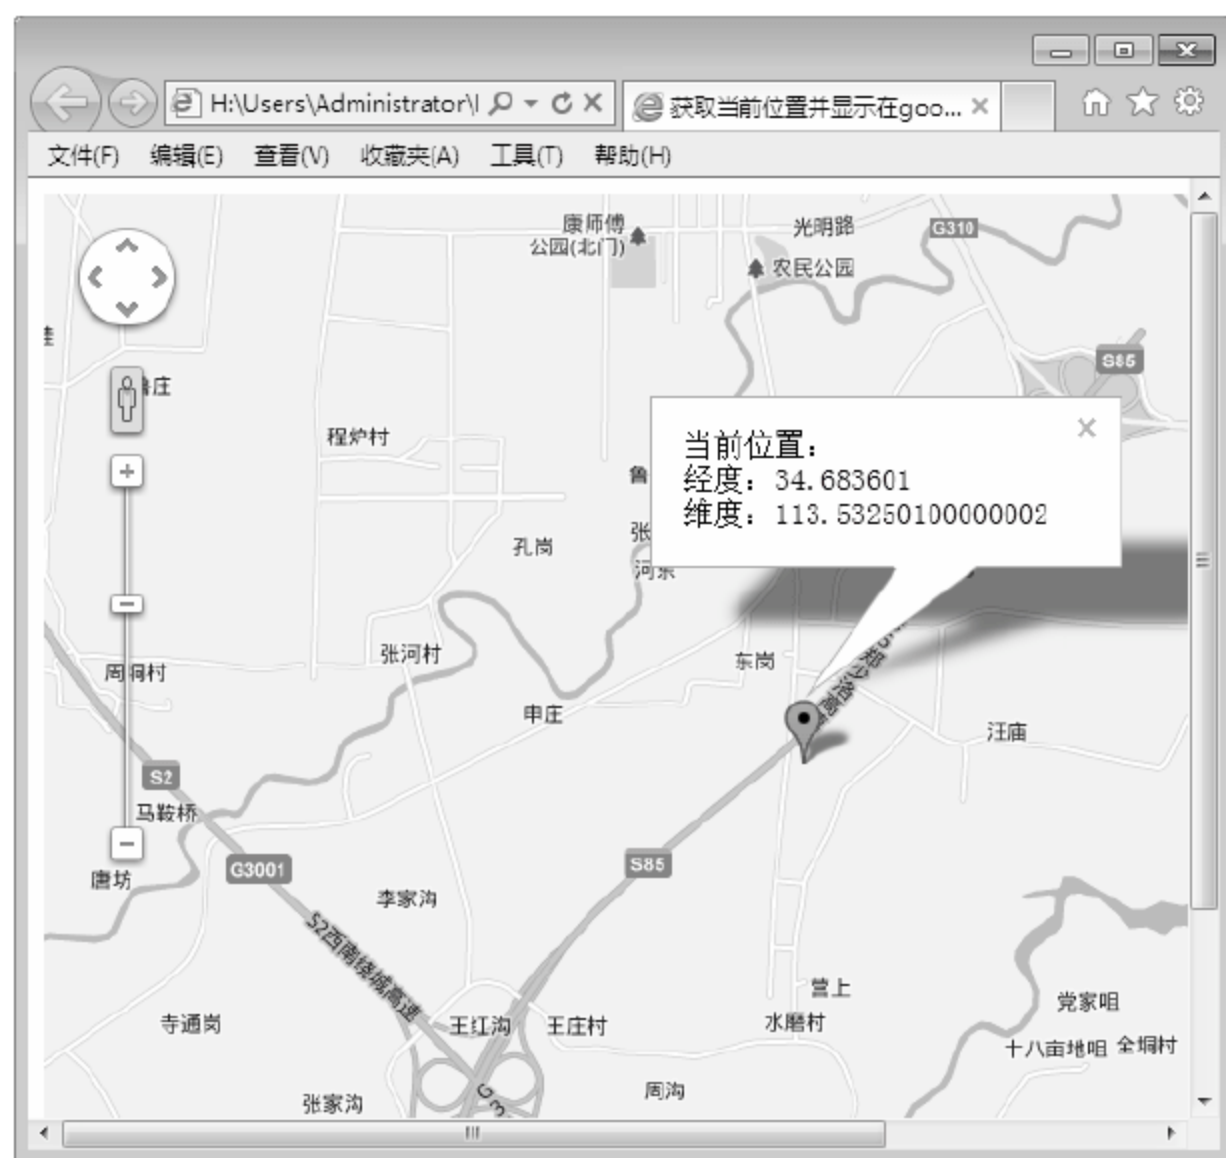 H:\Users\Administrator\
获取当前位置并显示在goo...
文件(F) 编辑(E) 查看(V) 收藏夹(A) 工具(T) 帮助(H)
康师傅
公园(北门)
光明路
G310
农民公园
S85
庄
程炉村
当前位置:
经度: 34.683601
维度: 113.53250100000002
鲁
张
孔岗
河东
张河村
东岗
周垌村
申庄
汪庙
S2
马鞍桥
G3001
S85
唐坊
李家沟
S2西南绕城高速
营上
党家咀
寺通岗
王红沟
王庄村
水磨村
十八亩地咀
全垌村
周沟
张家沟